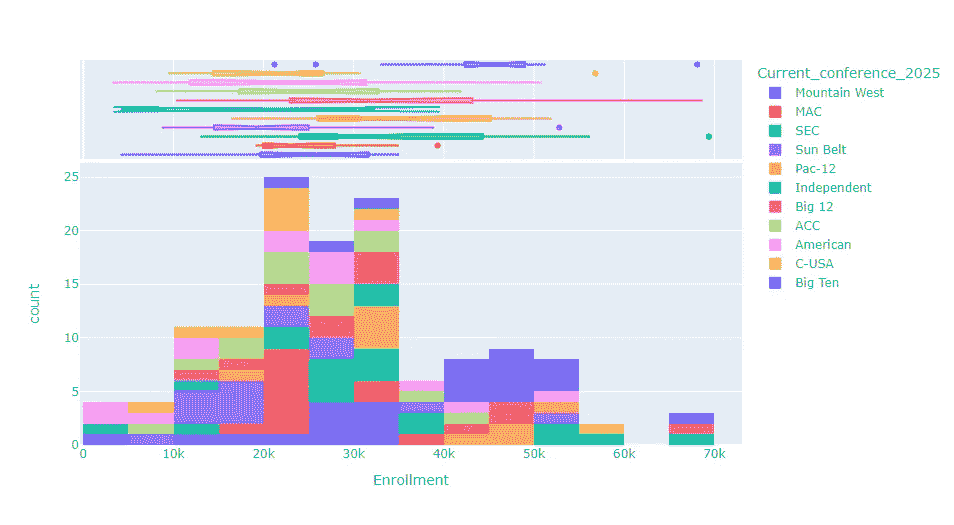 Current_conference_2025
Mountain West
MAC
SEC
Sun Belt
Pac-12
Independent
Big 12
ACC
American
C-USA
Big Ten
25
20
15
10
5
0
count
0 10k 20k 30k 40k 50k 60k 70k
Enrollment